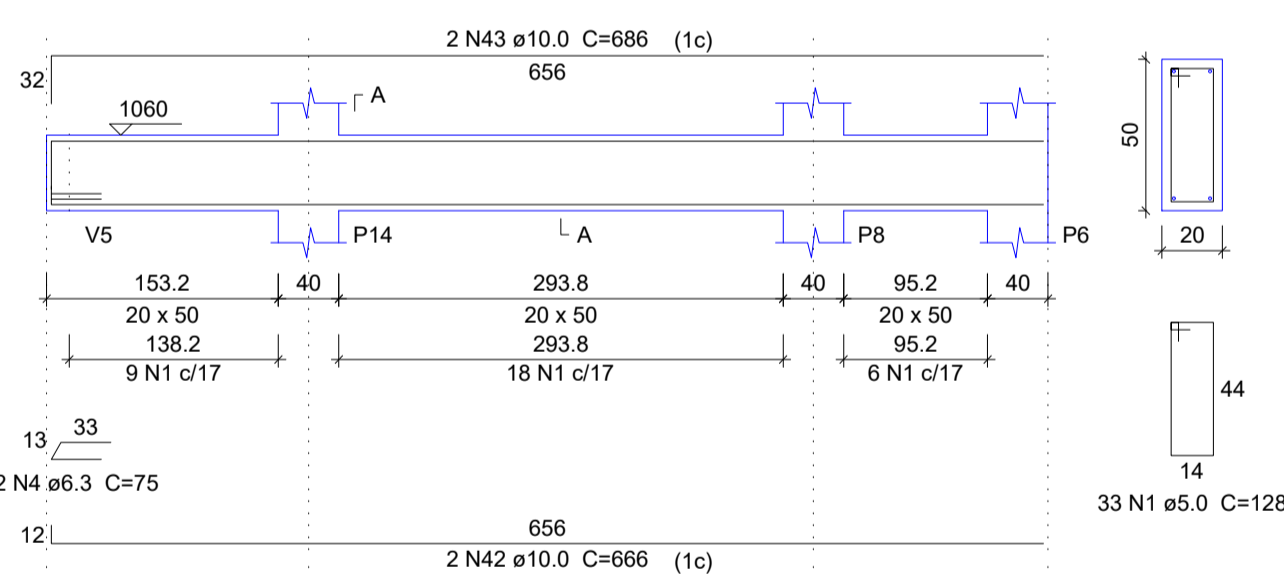 2 N43 ø10.0 C=686 (1c)
656
32
A
1060
V5
P14
A
P8
P6
153.2 40 293.8 40 95.2 40
20 x 50 20 x 50 20 x 50
138.2 293.8 95.2
9 N1 c/17 18 N1 c/17 6 N1 c/17
13 33
2 N4 ø6.3 C=75
12 656
2 N42 ø10.0 C=666 (1c)
50
20
44
14
33 N1 ø5.0 C=128